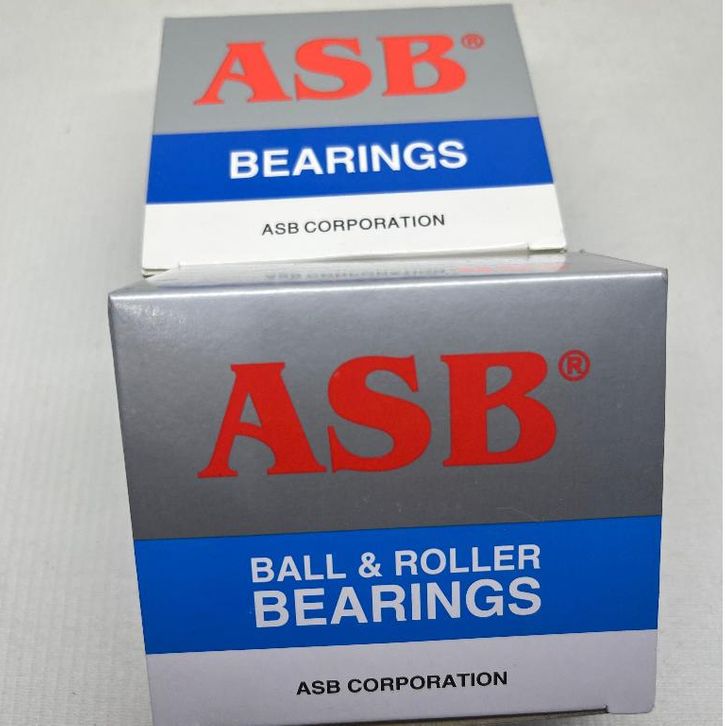 ASB®
BEARINGS
ASB CORPORATION
ASB®
BALL & ROLLER
BEARINGS
ASB CORPORATION